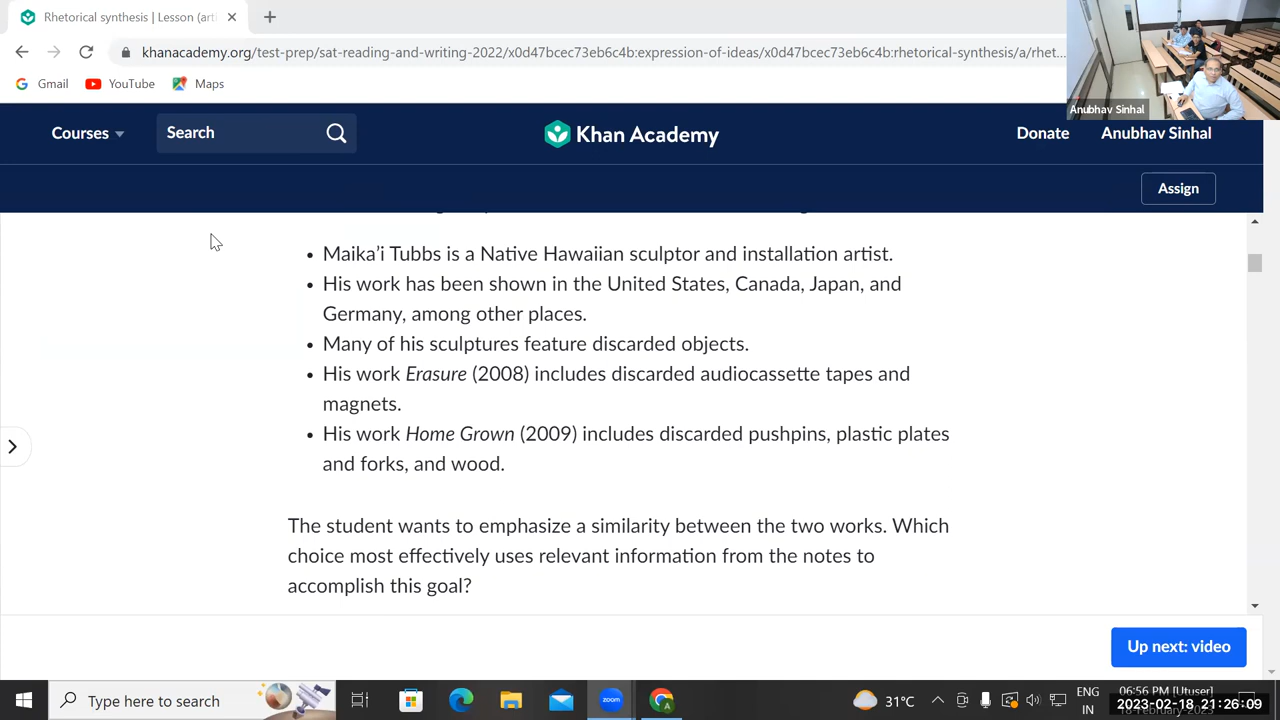 Rhetorical synthesis | Lesson (arti
khanacademy.org/test-prep/sat-reading-and-writing-2022/x0d47bcec73eb6c4b:expression-of-ideas/x0d47bcec73eb6c4b:rhetorical-synthesis/a/rhet...
Gmail YouTube Maps
Anubhav Sinhal
Courses Search Khan Academy Donate Anubhav Sinhal
Assign
• Maika'i Tubbs is a Native Hawaiian sculptor and installation artist.
• His work has been shown in the United States, Canada, Japan, and
Germany, among other places.
• Many of his sculptures feature discarded objects.
• His work Erasure (2008) includes discarded audiocassette tapes and
magnets.
• His work Home Grown (2009) includes discarded pushpins, plastic plates
and forks, and wood.
The student wants to emphasize a similarity between the two works. Which
choice most effectively uses relevant information from the notes to
accomplish this goal?
Up next: video
Type here to search
zoom
31°C
ENG
IN
06:56 PM [Utuser]
2023-02-18 21:26:09